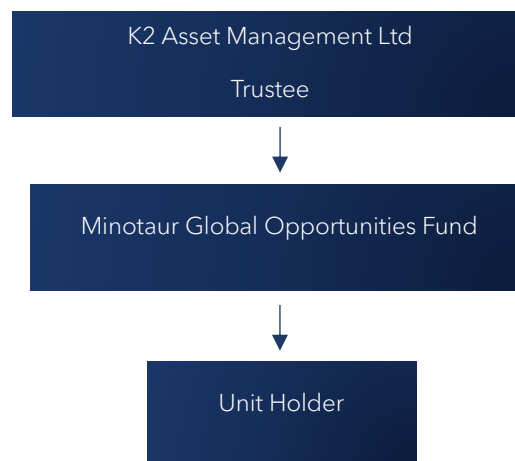 K2 Asset Management Ltd
Trustee
Minotaur Global Opportunities Fund
Unit Holder